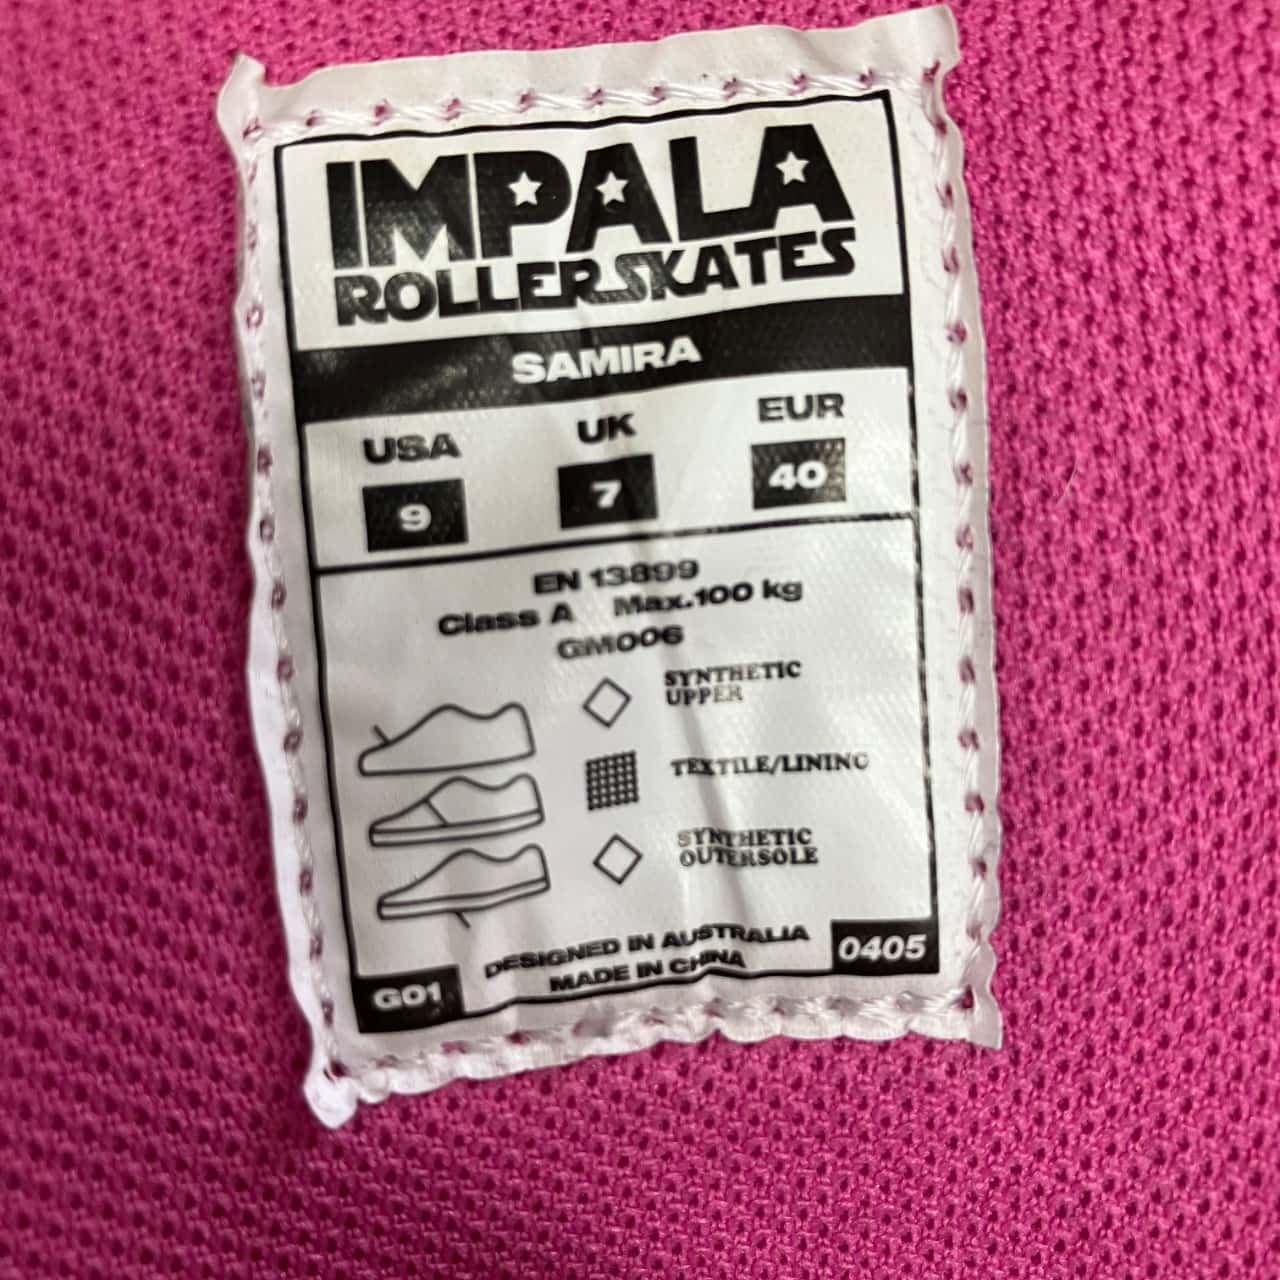 IMPALA
ROLLERSKATES
SAMIRA
USA UK EUR
9 7 40
EN 13899
Class A Max.100 kg
GM006
SYNTHETIC
UPPER
TEXTILE/LINING
SYNTHETIC
OUTERSOLE
DESIGNED IN AUSTRALIA
MADE IN CHINA
G01
0405